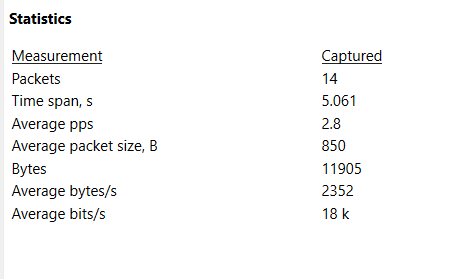 Statistics
Measurement Captured
Packets 14
Time span, s 5.061
Average pps 2.8
Average packet size, B 850
Bytes 11905
Average bytes/s 2352
Average bits/s 18 k